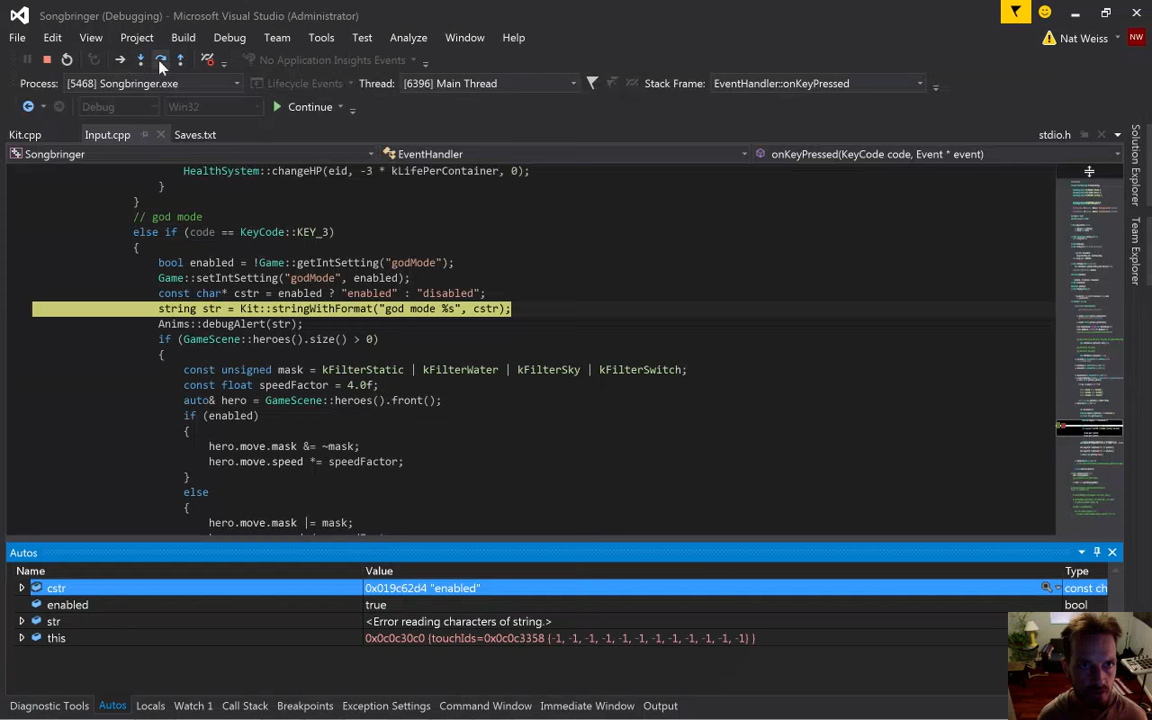 Songbringer (Debugging) - Microsoft Visual Studio (Administrator)
File Edit View Project Build Debug Team Tools Test Analyze Window Help
Nat Weiss NW
No Application Insights Events
Process: [5468] Songbringer.exe Lifecycle Events Thread: [6396] Main Thread Stack Frame: EventHandler::onKeyPressed
Debug Win32 Continue
Kit.cpp Input.cpp Saves.txt stdio.h
Songbringer EventHandler onKeyPressed(KeyCode code, Event * event)
HealthSystem::changeHP(eid, -3 * kLifePerContainer, 0);
}
}
// god mode
else if (code == KeyCode::KEY_3)
{
bool enabled = !Game::getIntSetting("godMode");
Game::setIntSetting("godMode", enabled);
const char* cstr = enabled ? "enabled" : "disabled";
string str = Kit::stringWithFormat("god mode %s", cstr);
Anims::debugAlert(str);
if (GameScene::heroes().size() > 0)
{
const unsigned mask = kFilterStatic | kFilterWater | kFilterSky | kFilterSwitch;
const float speedFactor = 4.0f;
auto& hero = GameScene::heroes().front();
if (enabled)
{
hero.move.mask &= ~mask;
hero.move.speed *= speedFactor;
}
else
{
hero.move.mask |= mask;
Solution Explorer
Team Explorer
Autos
Name Value Type
cstr 0x019c62d4 "enabled" const ch
enabled true bool
str <Error reading characters of string.>
this 0x0c0c30c0 {touchIds=0x0c0c3358 {-1, -1, -1, -1, -1, -1, -1, -1, -1, -1} }
Diagnostic Tools Autos Locals Watch 1 Call Stack Breakpoints Exception Settings Command Window Immediate Window Output